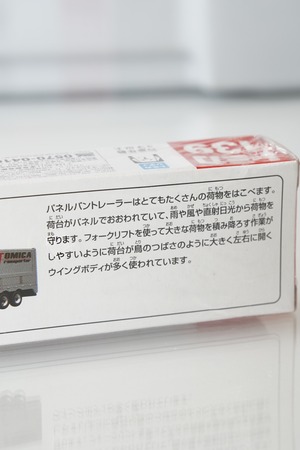 パネルバントレーラーはとてもたくさんの荷物をはこべます。
荷台がパネルでおおわれていて、雨や風や直射日光から荷物を
守ります。フォークリフトを使って大きな荷物を積み降ろす作業が
しやすいように荷台が鳥のつばさのように大きく左右に開く
ウイングボディが多く使われています。
TOMICA
Transporter